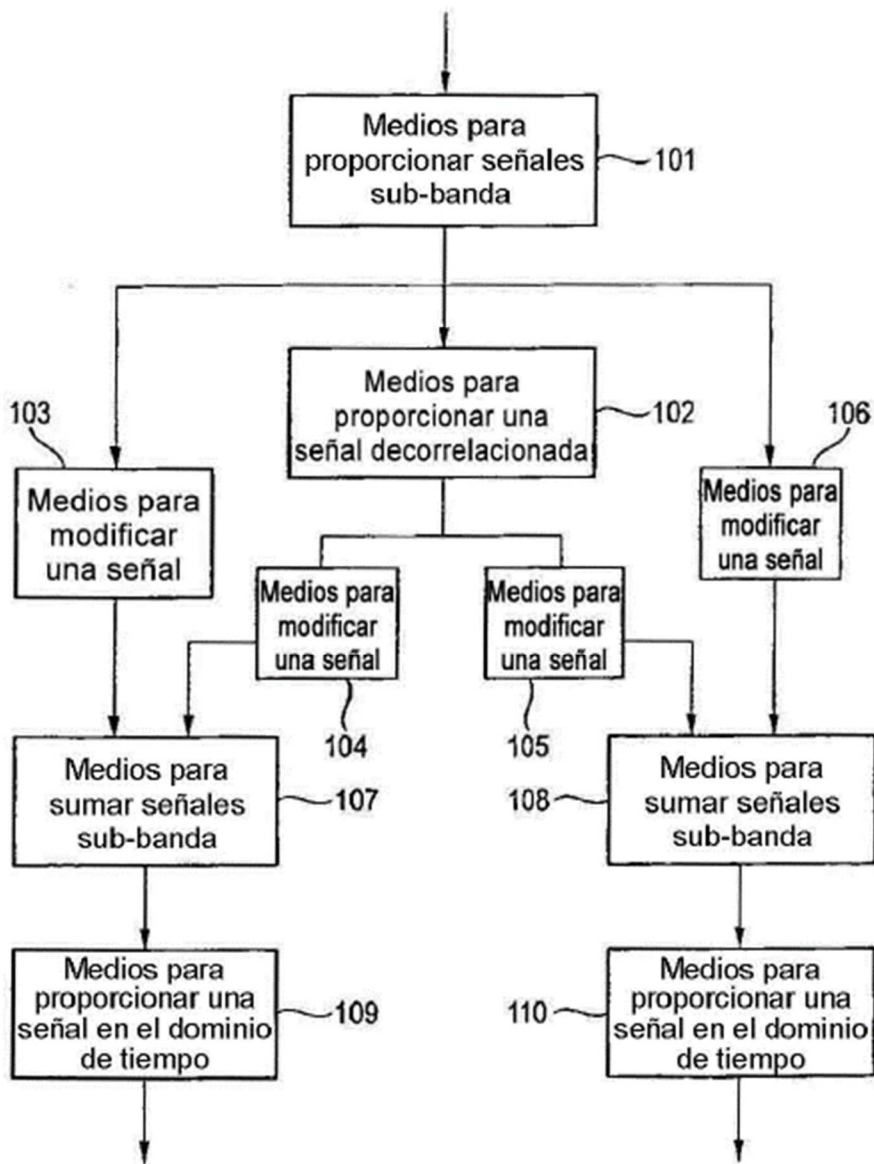 Medios para
proporcionar señales
sub-banda
101
Medios para
proporcionar una
señal decorrelacionada
102
103
Medios para
modificar
una señal
106
Medios para
modificar
una señal
Medios para
modificar
una señal
104
Medios para
modificar
una señal
105
Medios para
sumar señales
sub-banda
107
108
Medios para
sumar señales
sub-banda
Medios para
proporcionar una
señal en el dominio
de tiempo
109
110
Medios para
proporcionar una
señal en el dominio
de tiempo